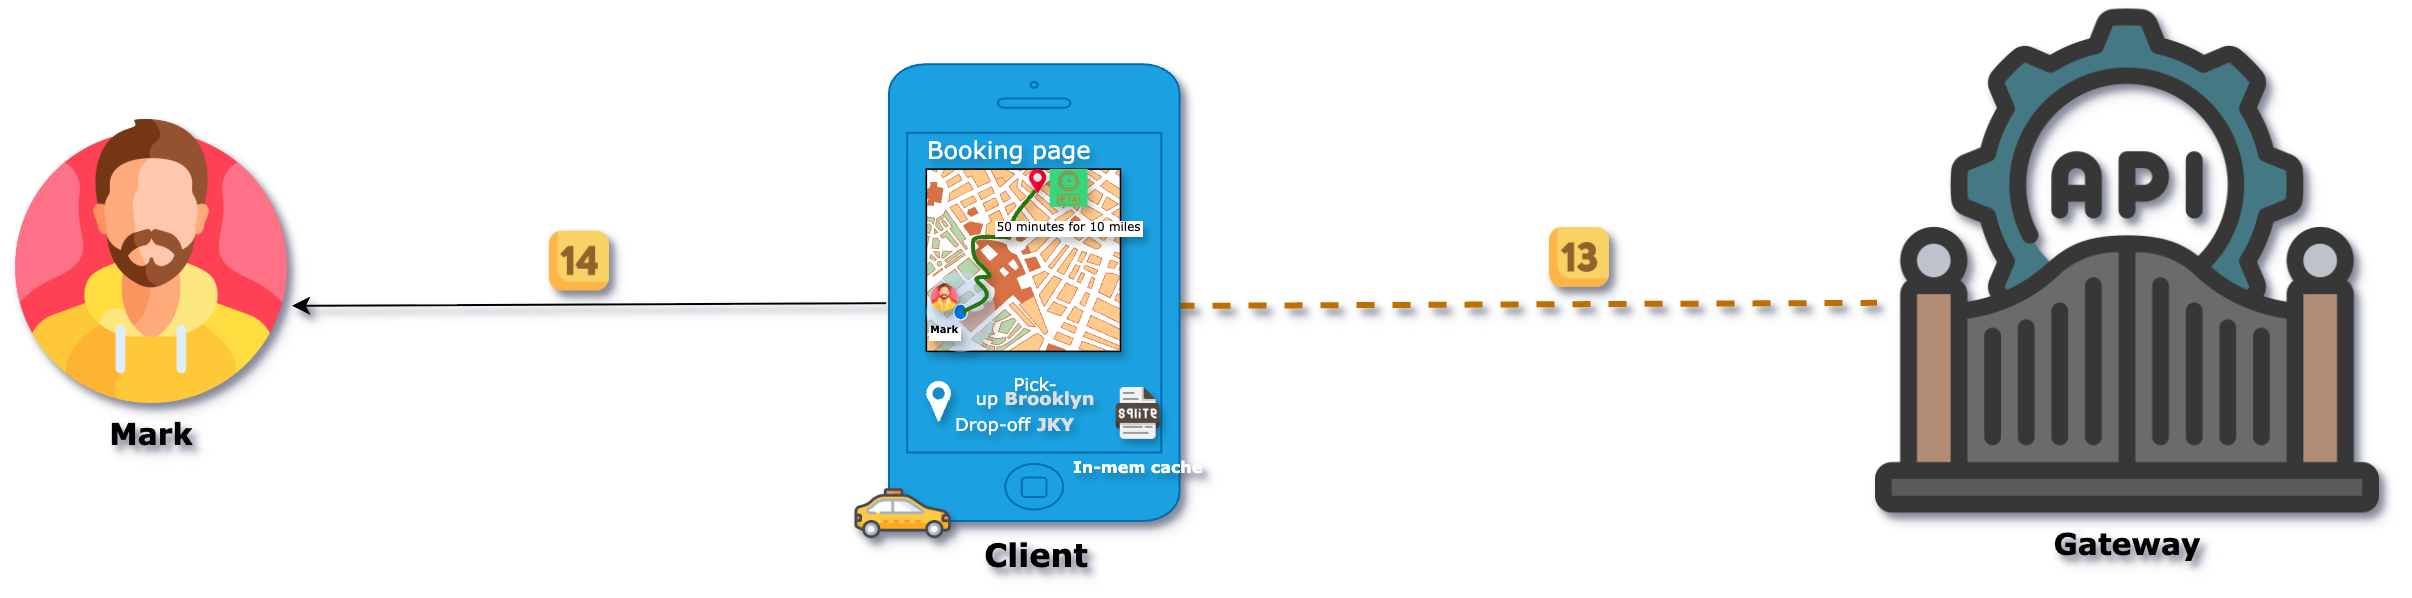 Booking page
50 minutes for 10 miles
Mark
Pick-
up Brooklyn
Drop-off JKY
SQLiTe
In-mem cache
14
13
API
Mark
Client
Gateway